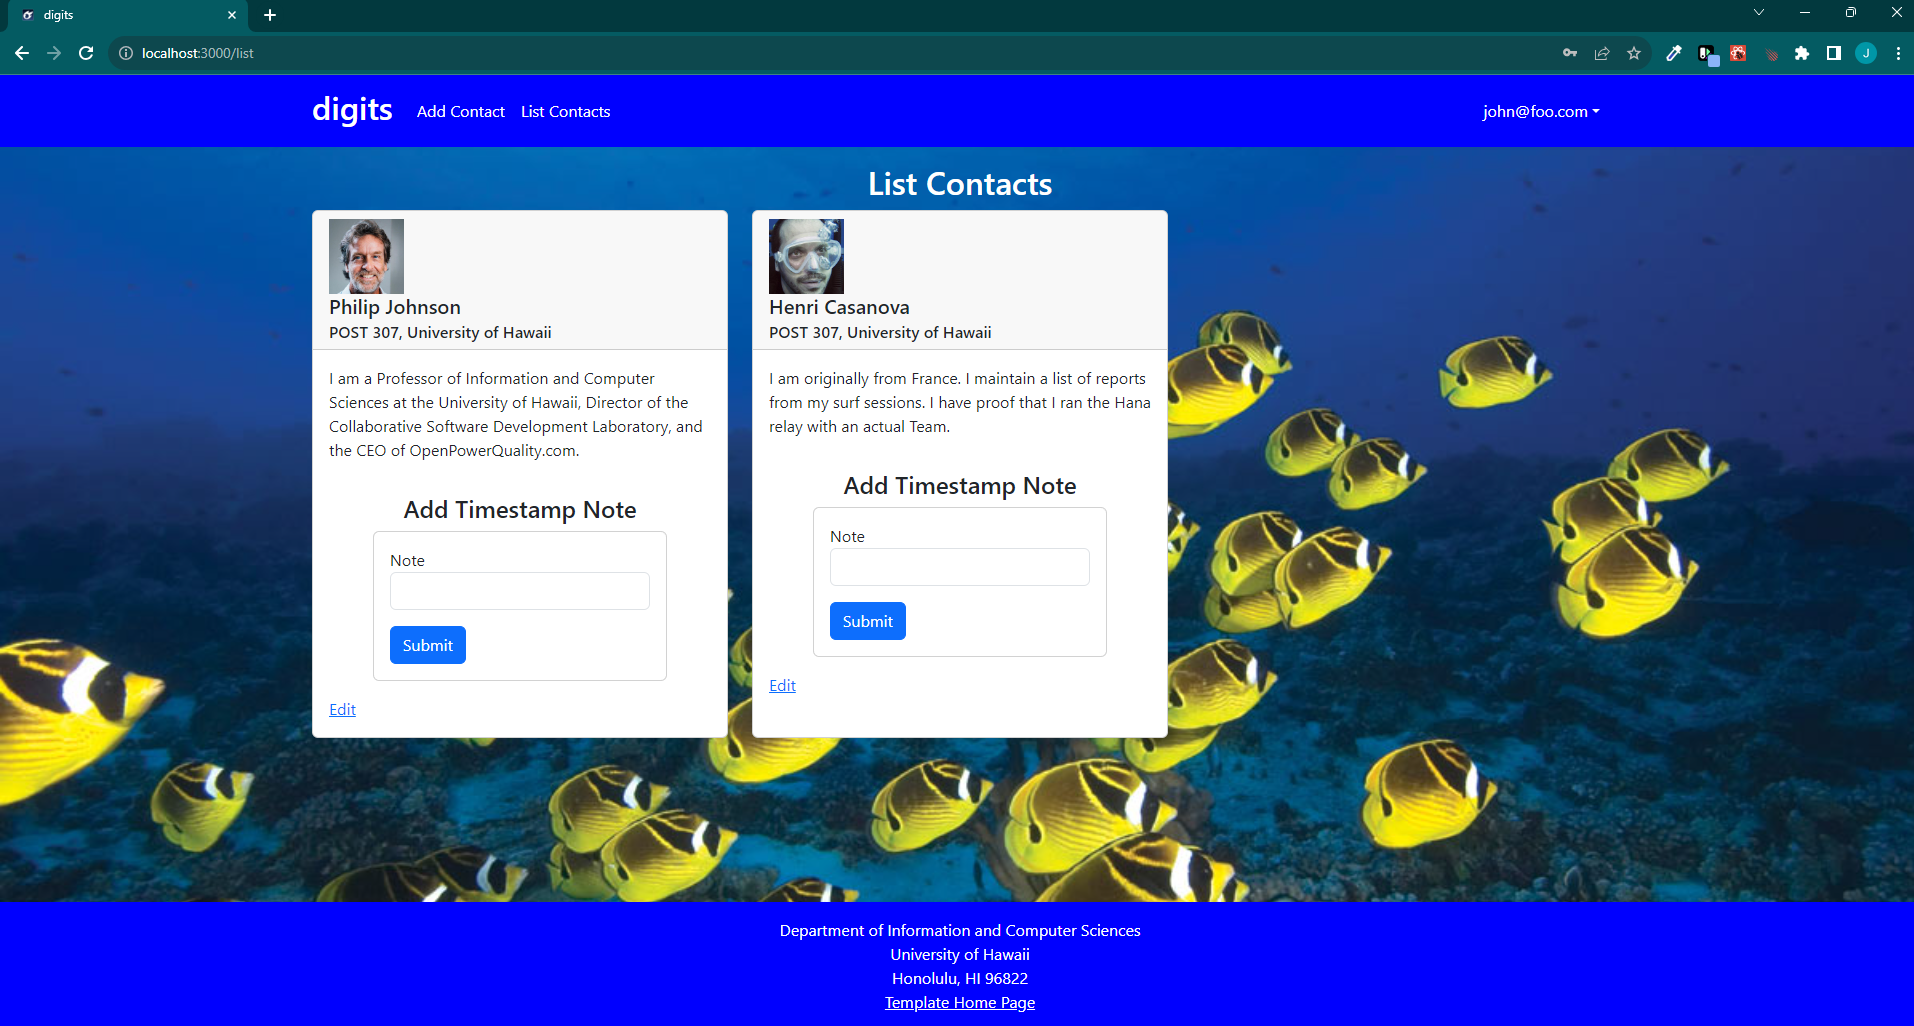 digits
localhost:3000/list
J
digits
Add Contact
List Contacts
john@foo.com
List Contacts
Philip Johnson
POST 307, University of Hawaii
I am a Professor of Information and Computer
Sciences at the University of Hawaii, Director of the
Collaborative Software Development Laboratory, and
the CEO of OpenPowerQuality.com.
Add Timestamp Note
Note
Submit
Edit
Henri Casanova
POST 307, University of Hawaii
I am originally from France. I maintain a list of reports
from my surf sessions. I have proof that I ran the Hana
relay with an actual Team.
Add Timestamp Note
Note
Submit
Edit
Department of Information and Computer Sciences
University of Hawaii
Honolulu, HI 96822
Template Home Page